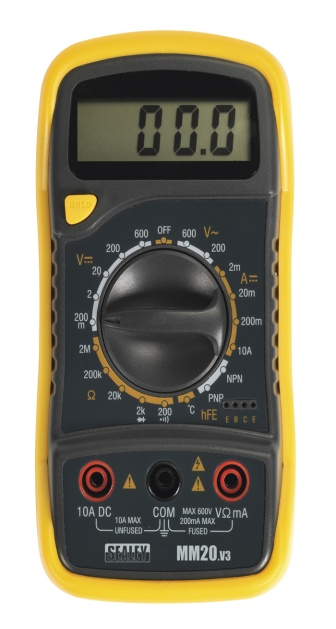 00.0
HOLD
600 OFF 600 V~
200 200
V⎓ 2m
20 A⎓
20m
2
200m 200m
2M 10A
200k NPN
Ω 20k PNP
2k 200 °C hFE E B C E
10A DC COM VΩmA
10A MAX MAX 600V
UNFUSED 200mA MAX
FUSED
SEALEY MM20.V3